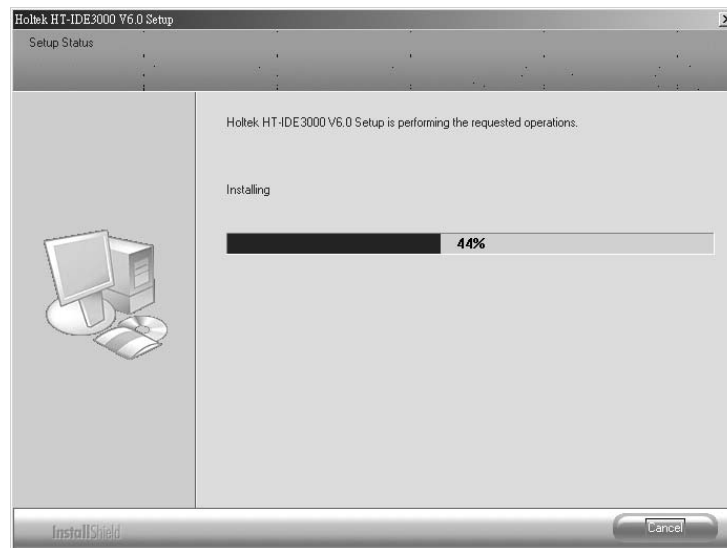 Holtek HT-IDE3000 V6.0 Setup
Setup Status
Holtek HT-IDE3000 V6.0 Setup is performing the requested operations.
Installing
44%
InstallShield
Cancel